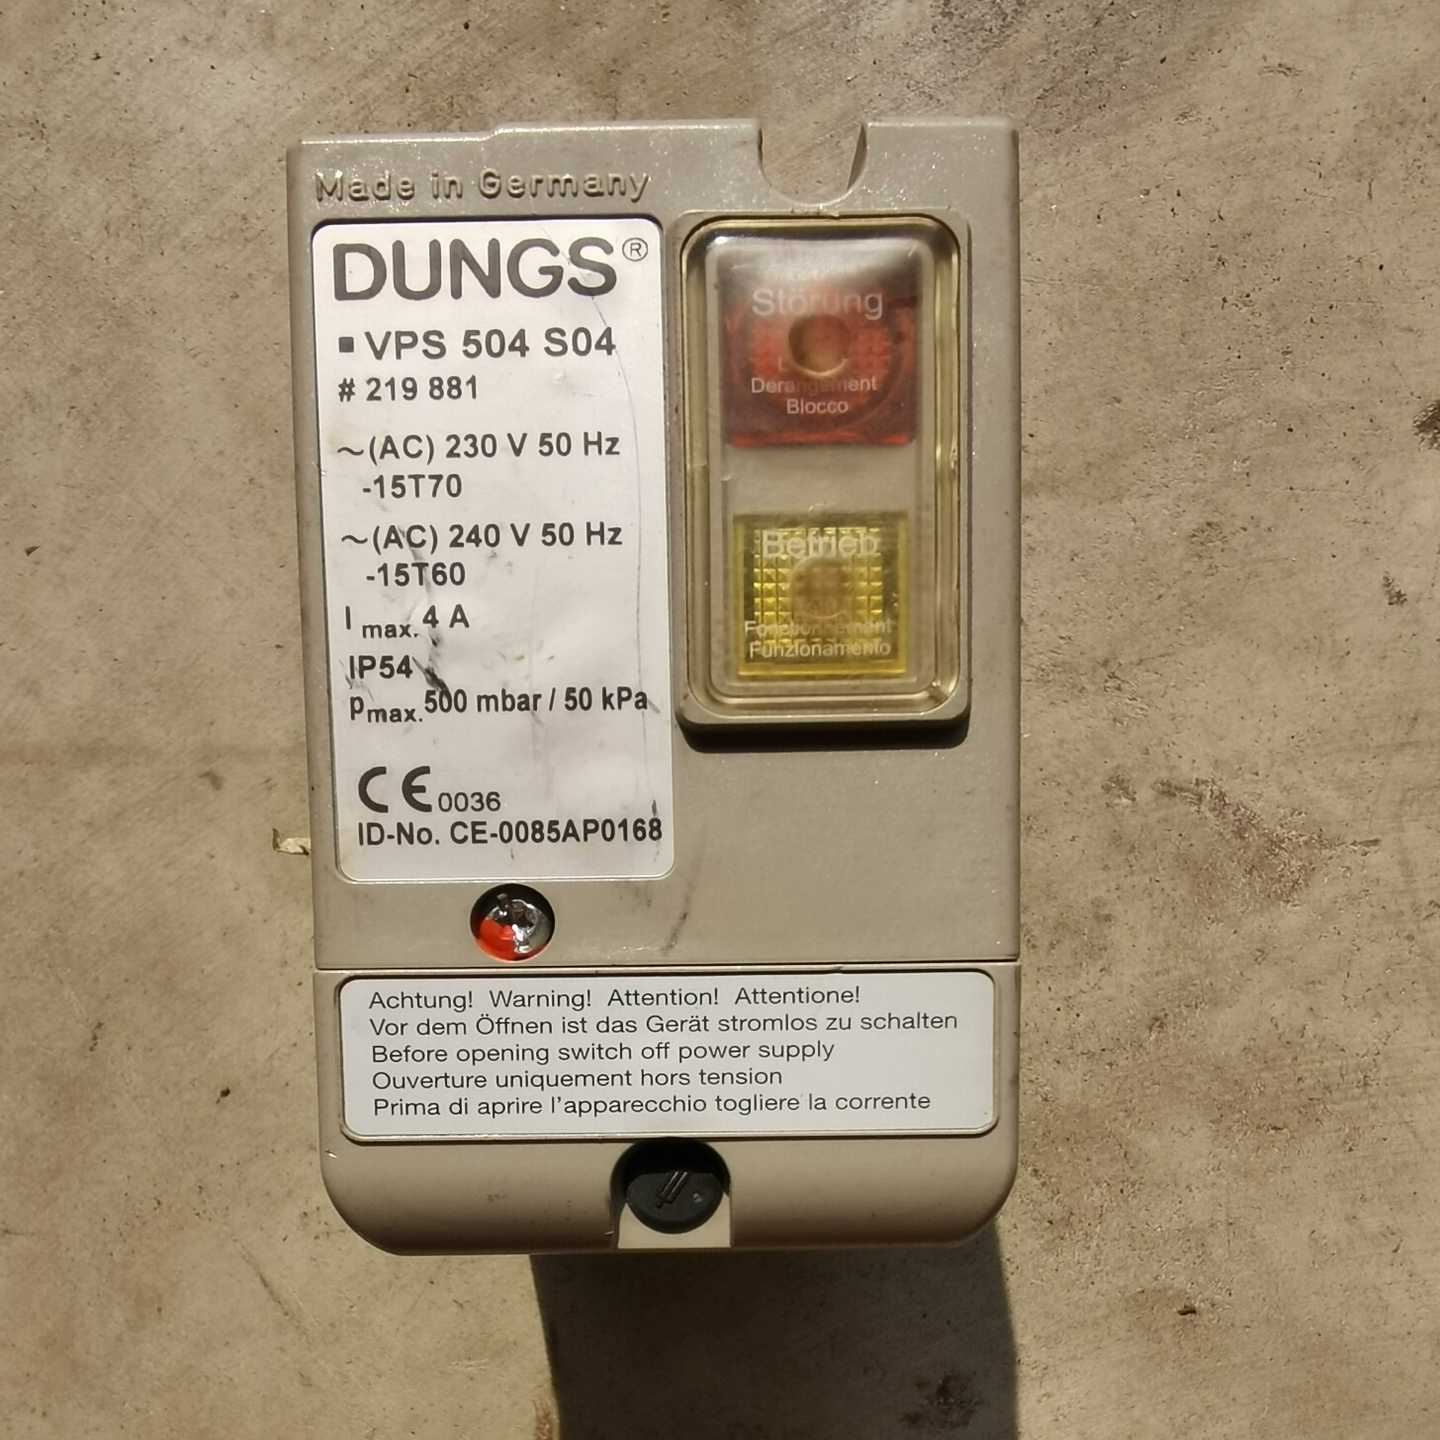 Made in Germany
DUNGS®
▪ VPS 504 S04
# 219 881
~(AC) 230 V 50 Hz
-15T70
~(AC) 240 V 50 Hz
-15T60
I max. 4 A
IP54
pmax. 500 mbar / 50 kPa
CE 0036
ID-No. CE-0085AP0168
Störung
Derangement
Blocco
Betrieb
Fonctionnement
Funzionamento
Achtung! Warning! Attention! Attentione!
Vor dem Öffnen ist das Gerät stromlos zu schalten
Before opening switch off power supply
Ouverture uniquement hors tension
Prima di aprire l'apparecchio togliere la corrente